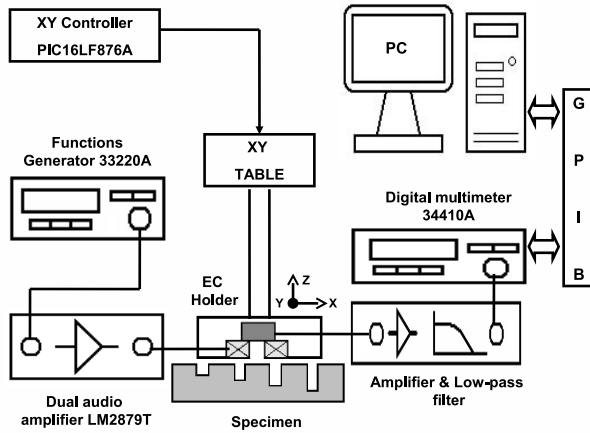 XY Controller
PIC16LF876A
PC
G
P
I
B
Functions
Generator 33220A
XY
TABLE
Digital multimeter
34410A
EC
Holder
Z
Y
X
Dual audio
amplifier LM2879T
Specimen
Amplifier & Low-pass
filter